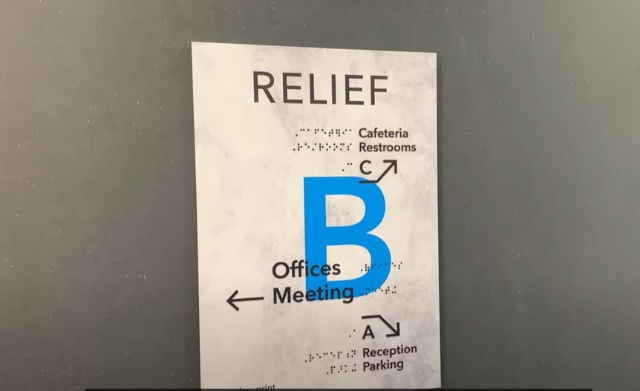 RELIEF
Cafeteria
Restrooms
C
B
Offices
Meeting
A
Reception
Parking